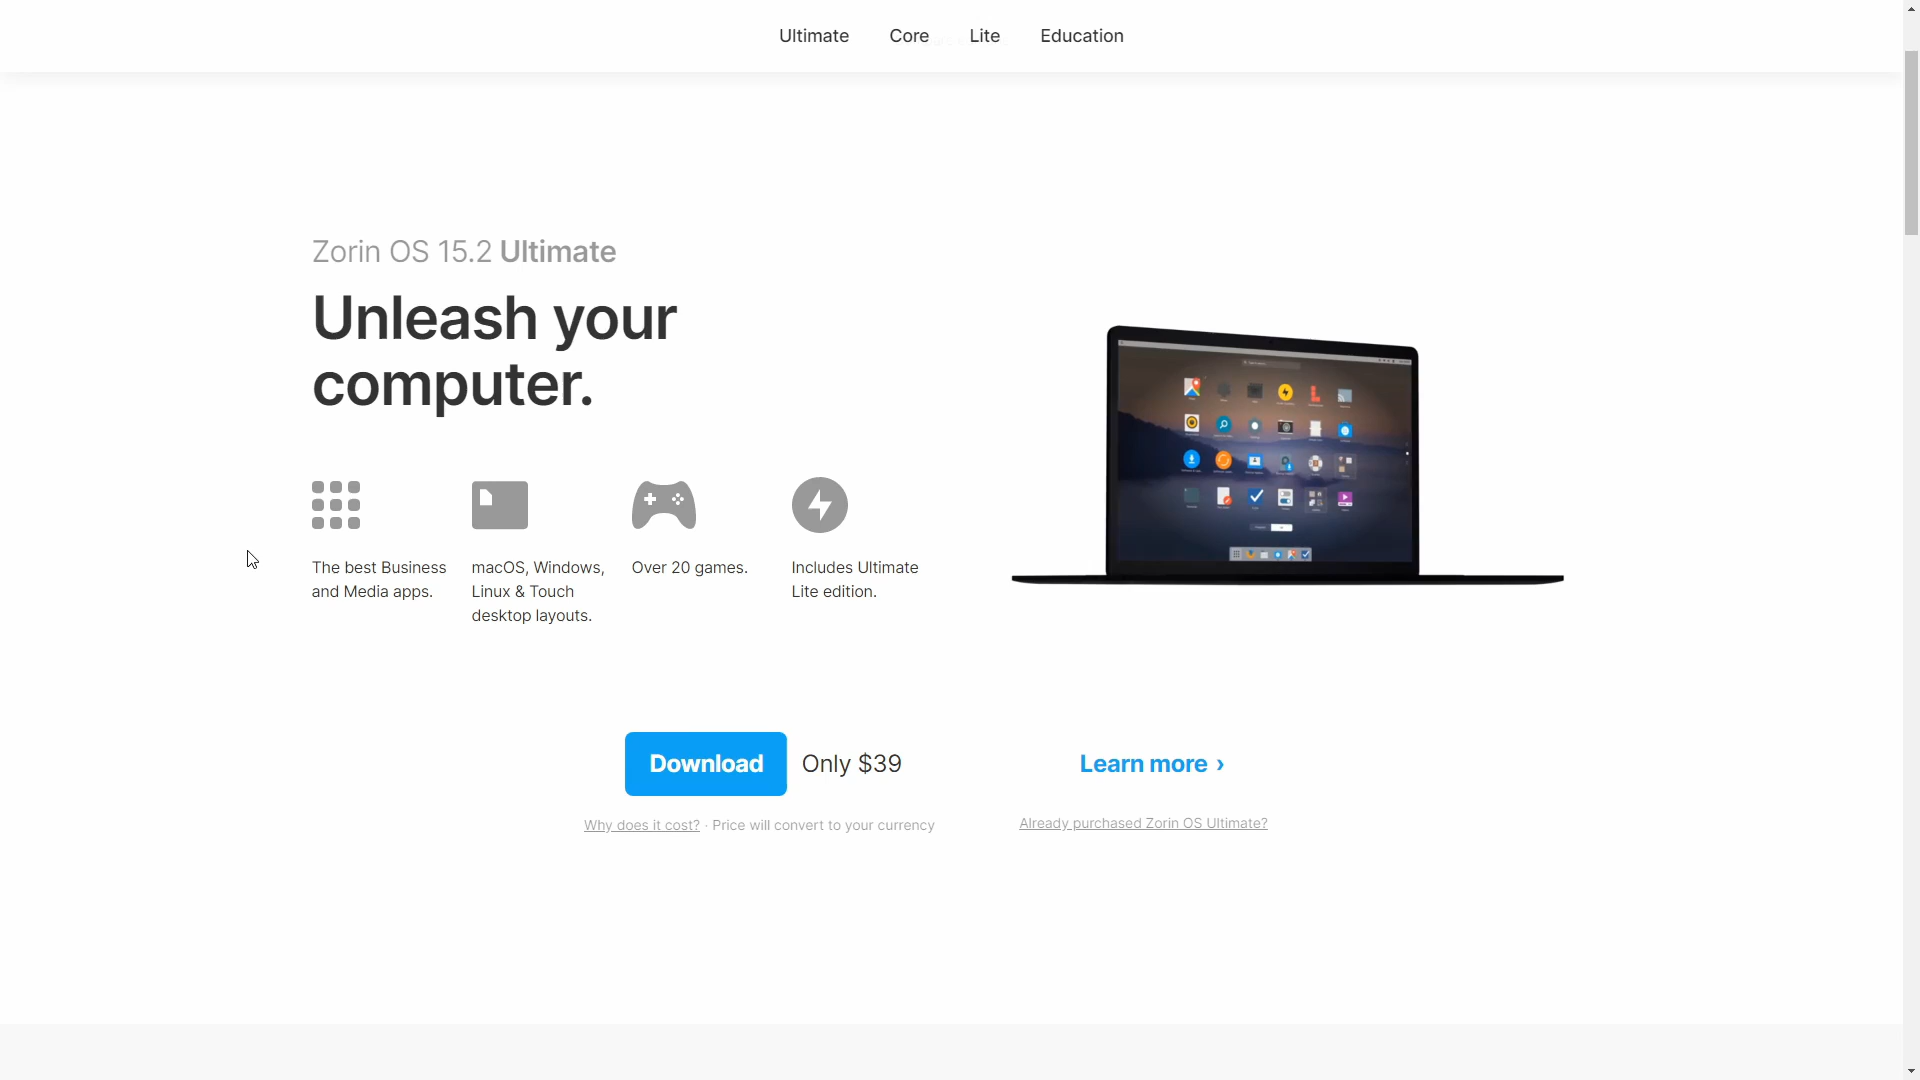 Ultimate Core Lite Education
Zorin OS 15.2 Ultimate
Unleash your
computer.
The best Business
and Media apps.
macOS, Windows,
Linux & Touch
desktop layouts.
Over 20 games.
Includes Ultimate
Lite edition.
Download Only $39
Learn more ›
Why does it cost? · Price will convert to your currency
Already purchased Zorin OS Ultimate?